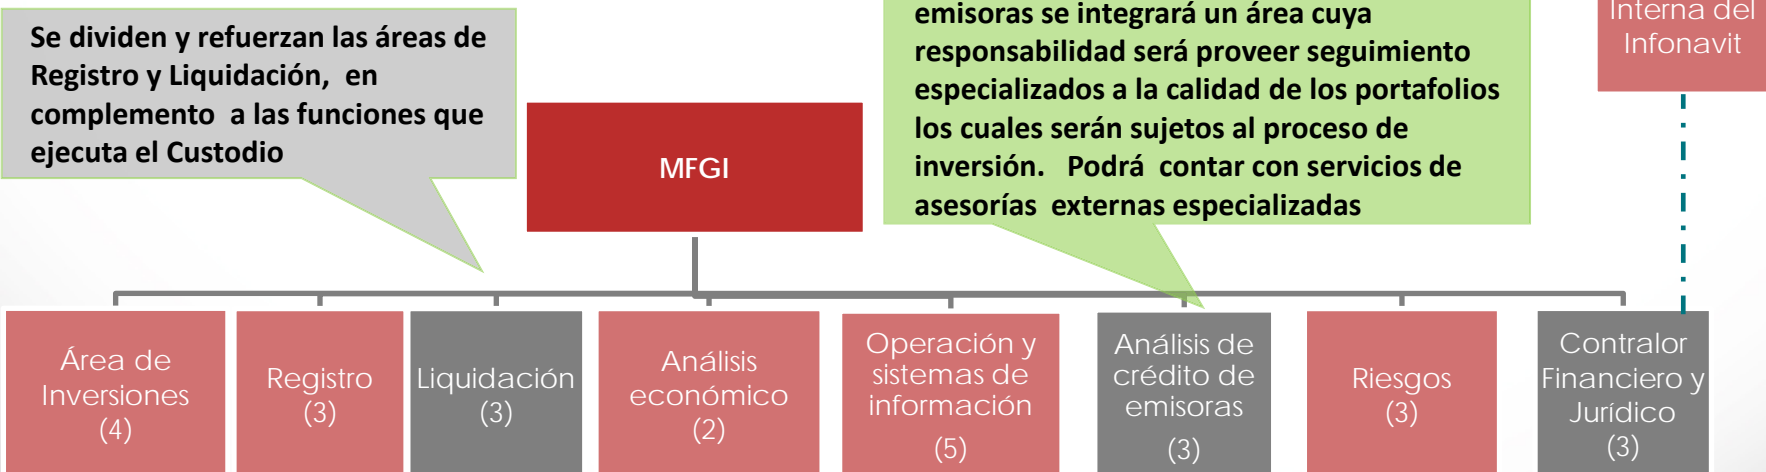 Se dividen y refuerzan las áreas de
Registro y Liquidación, en
complemento a las funciones que
ejecuta el Custodio
MFGI
emisoras se integrará un área cuya
responsabilidad será proveer seguimiento
especializados a la calidad de los portafolios
los cuales serán sujetos al proceso de
inversión. Podrá contar con servicios de
asesorías externas especializadas
Interna del
Infonavit
Área de
Inversiones
(4)
Registro
(3)
Liquidación
(3)
Análisis
económico
(2)
Operación y
sistemas de
información
(5)
Análisis de
crédito de
emisoras
(3)
Riesgos
(3)
Contralor
Financiero y
Jurídico
(3)